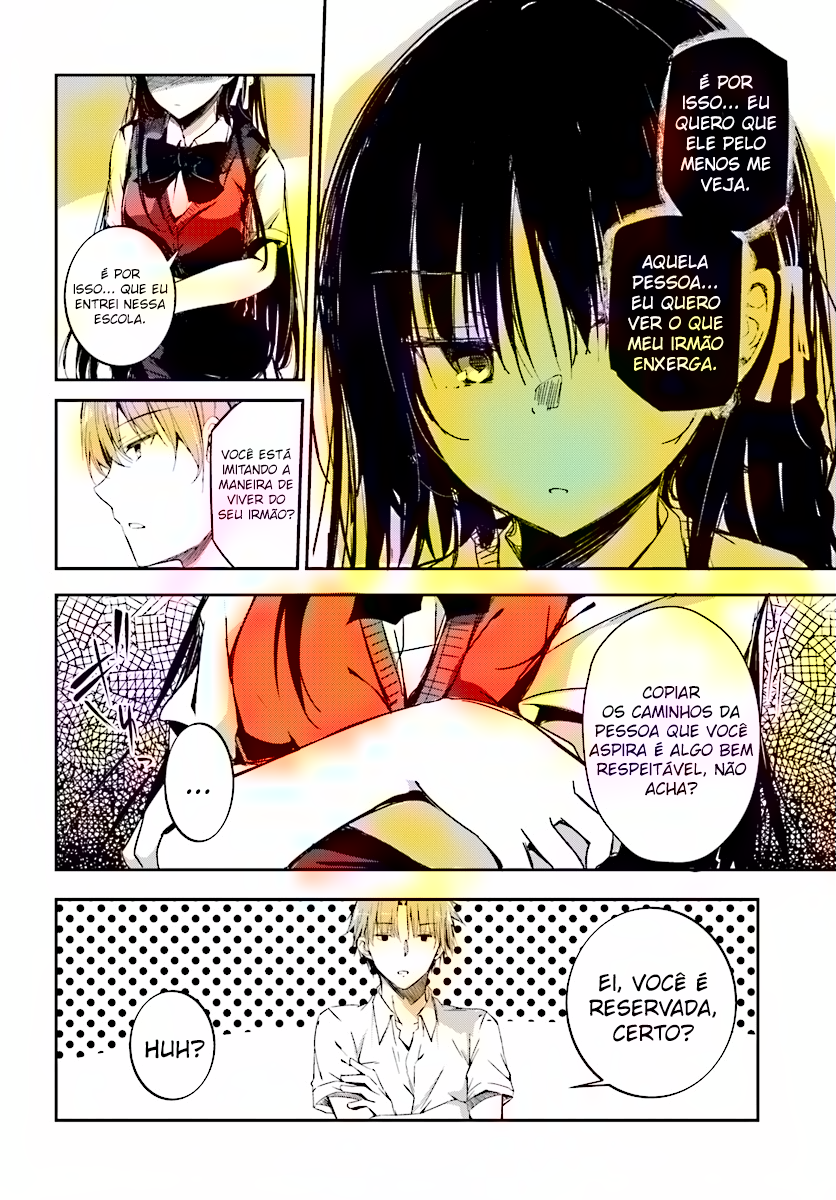 É POR
ISSO... EU
QUERO QUE
ELE PELO
MENOS ME
VEJA.
AQUELA
PESSOA...
EU QUERO
VER O QUE
MEU IRMÃO
ENXERGA.
É POR
ISSO... QUE EU
ENTREI NESSA
ESCOLA.
VOCÊ ESTÁ
IMITANDO A
MANEIRA DE
VIVER DO
SEU IRMÃO?
COPIAR
OS CAMINHOS DA
PESSOA QUE VOCÊ
ASPIRA É ALGO BEM
RESPEITÁVEL, NÃO
ACHA?
...
EI, VOCÊ É
RESERVADA,
CERTO?
HUH?